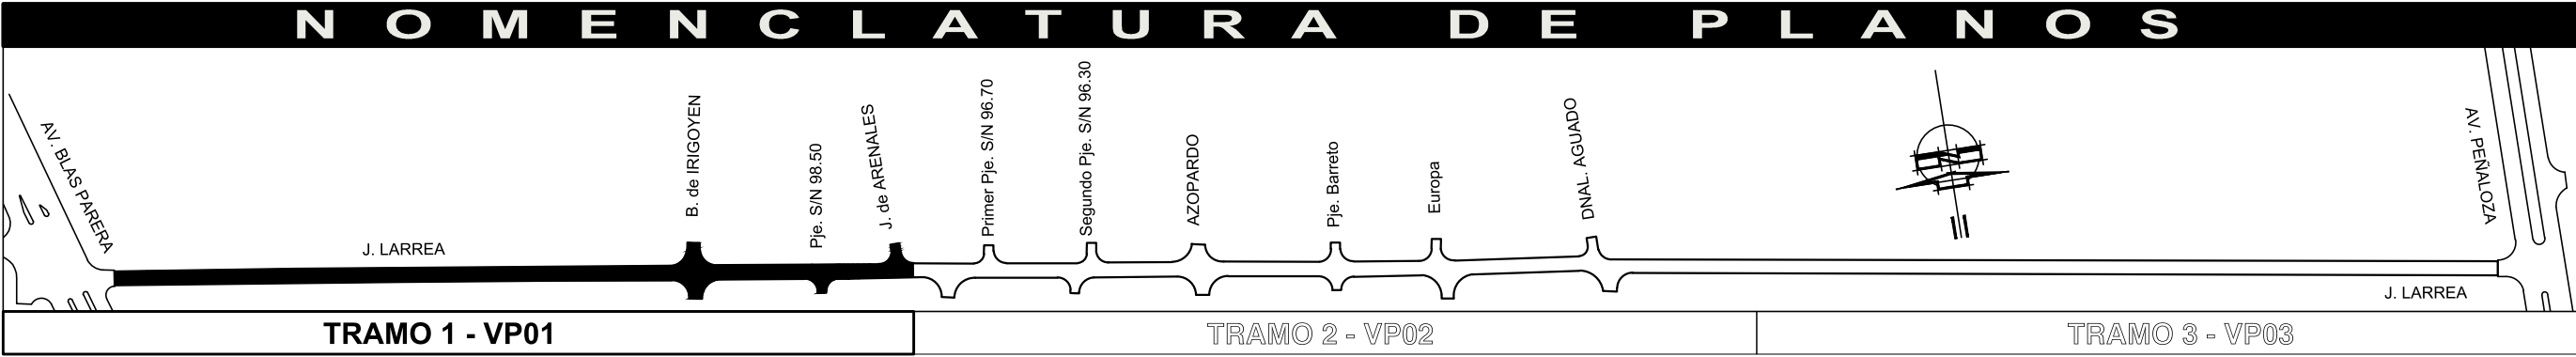 NOMENCLATURA DE PLANOS
AV. BLAS PARERA
J. LARREA
B. de IRIGOYEN
Pje. S/N 98.50
J. de ARENALES
Primer Pje. S/N 96.70
Segundo Pje. S/N 96.30
AZOPARDO
Pje. Barreto
Europa
DNAL. AGUADO
AV. PEÑALOZA
J. LARREA
TRAMO 1 - VP01
TRAMO 2 - VP02
TRAMO 3 - VP03